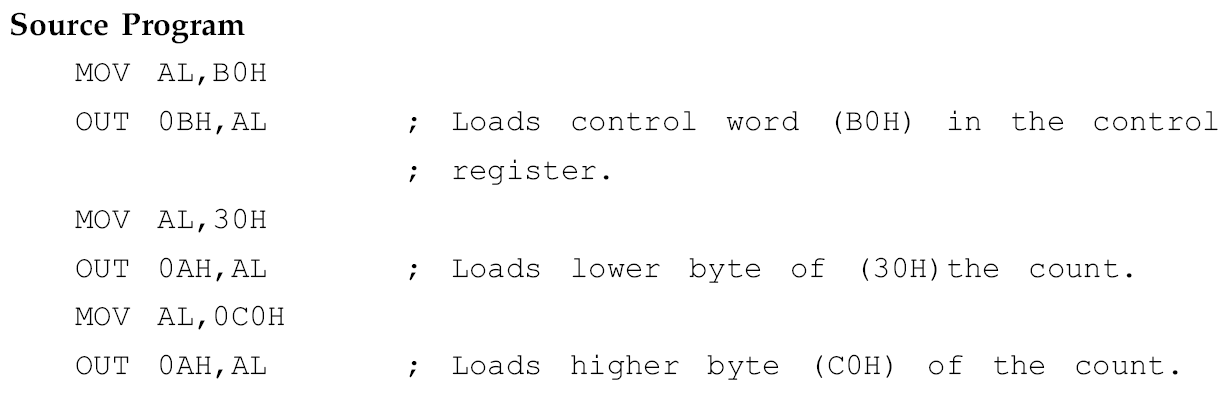 Source Program
MOV AL,B0H
OUT 0BH,AL ; Loads control word (B0H) in the control
; register.
MOV AL,30H
OUT 0AH,AL ; Loads lower byte of (30H)the count.
MOV AL,0C0H
OUT 0AH,AL ; Loads higher byte (C0H) of the count.